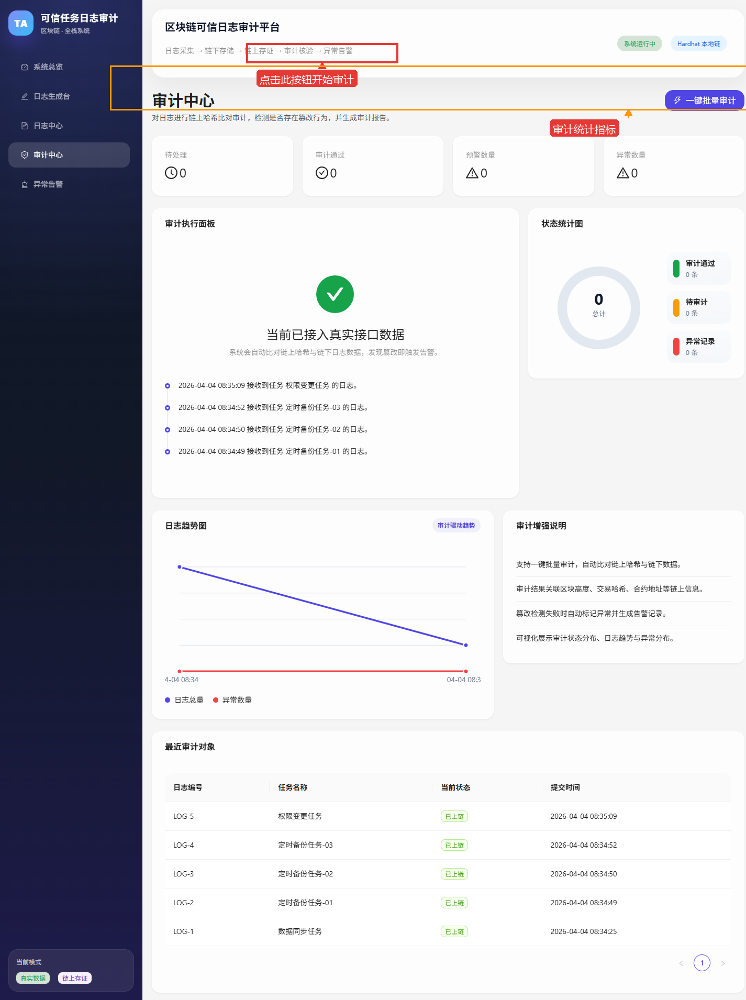 TA
可信任务日志审计
区块链 · 全栈系统
系统总览
日志生成台
日志中心
审计中心
异常告警
当前模式
真实数据
链上存证
区块链可信日志审计平台
日志采集 → 链下存储 → 链上存证 → 审计核验 → 异常告警
系统运行中
Hardhat 本地链
点击此按钮开始审计
审计中心
一键批量审计
对日志进行链上哈希比对审计，检测是否存在篡改行为，并生成审计报告。
审计统计指标
待处理
0
审计通过
0
预警数量
0
异常数量
0
审计执行面板
当前已接入真实接口数据
系统会自动比对链上哈希与链下日志数据，发现篡改即触发告警。
2026-04-04 08:35:09 接收到任务 权限变更任务 的日志。
2026-04-04 08:34:52 接收到任务 定时备份任务-03 的日志。
2026-04-04 08:34:50 接收到任务 定时备份任务-02 的日志。
2026-04-04 08:34:49 接收到任务 定时备份任务-01 的日志。
状态统计图
0
总计
审计通过
0 条
待审计
0 条
异常记录
0 条
日志趋势图
审计驱动趋势
4-04 08:34
04-04 08:3
日志总量
异常数量
审计增强说明
支持一键批量审计，自动比对链上哈希与链下数据。
审计结果关联区块高度、交易哈希、合约地址等链上信息。
篡改检测失败时自动标记异常并生成告警记录。
可视化展示审计状态分布、日志趋势与异常分布。
最近审计对象
日志编号 任务名称 当前状态 提交时间
LOG-5 权限变更任务 已上链 2026-04-04 08:35:09
LOG-4 定时备份任务-03 已上链 2026-04-04 08:34:52
LOG-3 定时备份任务-02 已上链 2026-04-04 08:34:50
LOG-2 定时备份任务-01 已上链 2026-04-04 08:34:49
LOG-1 数据同步任务 已上链 2026-04-04 08:34:25
< 1 >